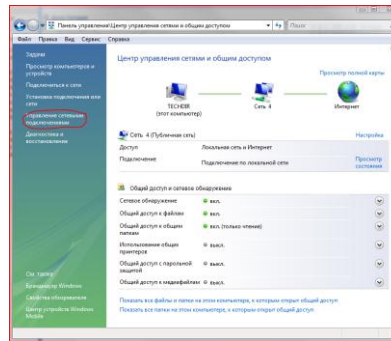 Панель управления\Центр управления сетями и общим доступом
Файл Правка Вид Сервис Справка
Задачи
Просмотр компьютеров и
устройств
Подключиться к сети
Установка подключения или
сети
Управление сетевыми
подключениями
Диагностика и
восстановление
См. также
Брандмауэр Windows
Свойства обозревателя
Центр устройств Windows
Mobile
Центр управления сетями и общим доступом
Просмотр полной карты
TECHDIR
(этот компьютер)
Сеть 4
Интернет
Сеть 4 (Публичная сеть)
Настройка
Доступ
Локальная сеть и Интернет
Подключение
Подключение по локальной сети
Просмотр
состояния
Общий доступ и сетевое обнаружение
Сетевое обнаружение вкл.
Общий доступ к файлам вкл.
Общий доступ к общим вкл. (только чтение)
папкам
Использование общих выкл.
принтеров
Общий доступ с парольной выкл.
защитой
Общий доступ к медиафайлам выкл.
Показать все файлы и папки на этом компьютере, к которым открыт общий доступ
Показать все папки на этом компьютере, к которым открыт общий доступ